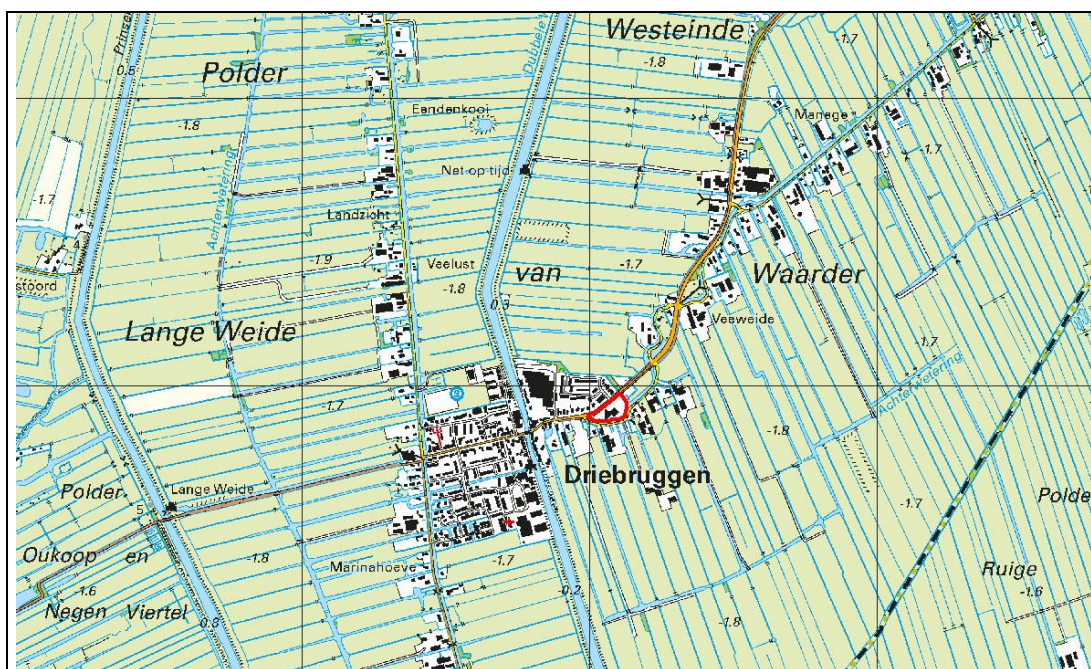 Westeinde
Polder
Prinsen
0.5
Dubbele
-1.7
-1.8
-1.8
Eendenkooi
Manege
-1.7
Achterwetering
Net op tijd
-1.7
Landzicht
4
stoord
-1.9
Veelust
-1.8
van
-1.7
Waarder
0.3
Veeweide
Lange Weide
Achterwetering
-1.7
-1.8
Driebruggen
Polder
Lange Weide
5
-1.7
Polde
Oukoop en
-1.8
Marinahoeve
-1.7
Ruige
-1.6
-1.6
Negen Viertel
0.8
-0.2
-1.8